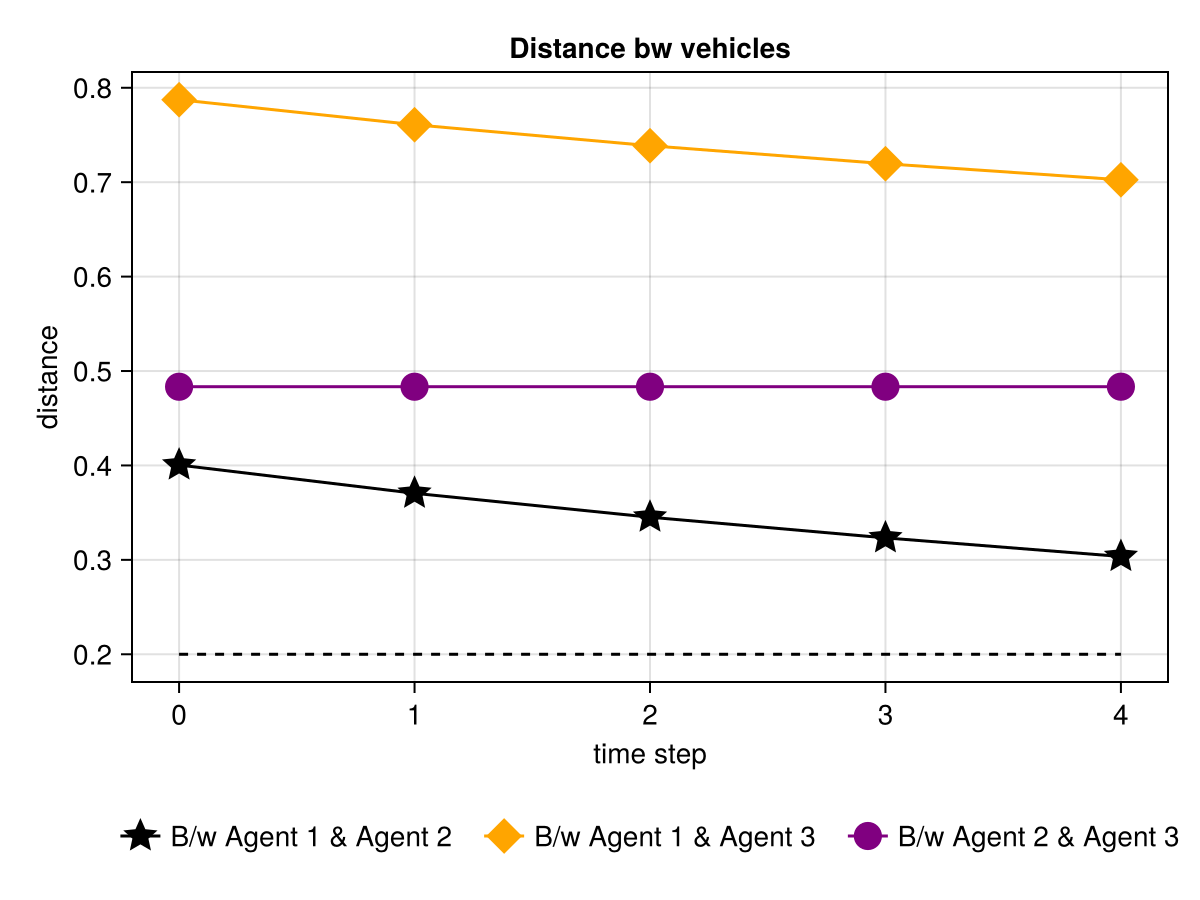 Distance bw vehicles
0.8
0.7
0.6
0.5
0.4
0.3
0.2
distance
0 1 2 3 4
time step
B/w Agent 1 & Agent 2 B/w Agent 1 & Agent 3 B/w Agent 2 & Agent 3